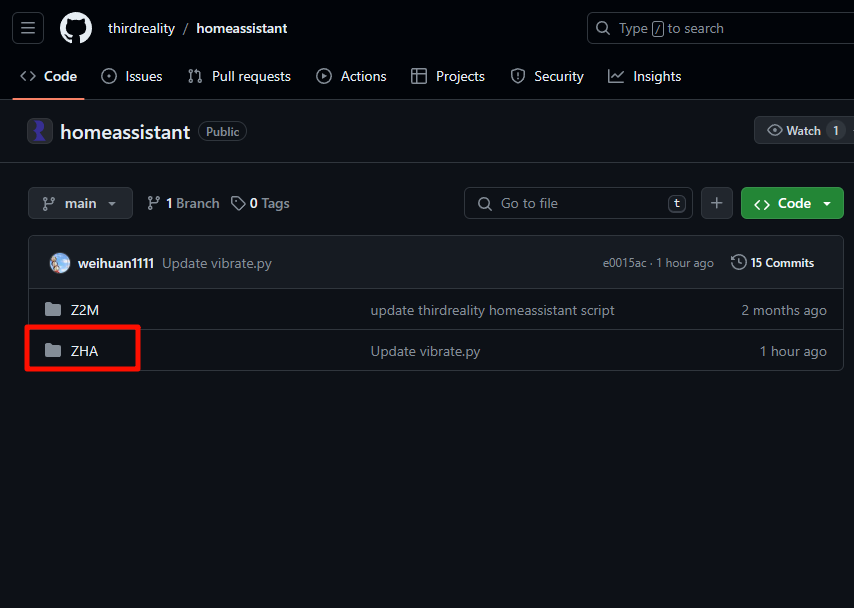 thirdreality / homeassistant
Type / to search
Code Issues Pull requests Actions Projects Security Insights
homeassistant Public
Watch 1
main 1 Branch 0 Tags
Go to file t
Code
weihuan1111 Update vibrate.py e0015ac · 1 hour ago 15 Commits
Z2M update thirdreality homeassistant script 2 months ago
ZHA Update vibrate.py 1 hour ago